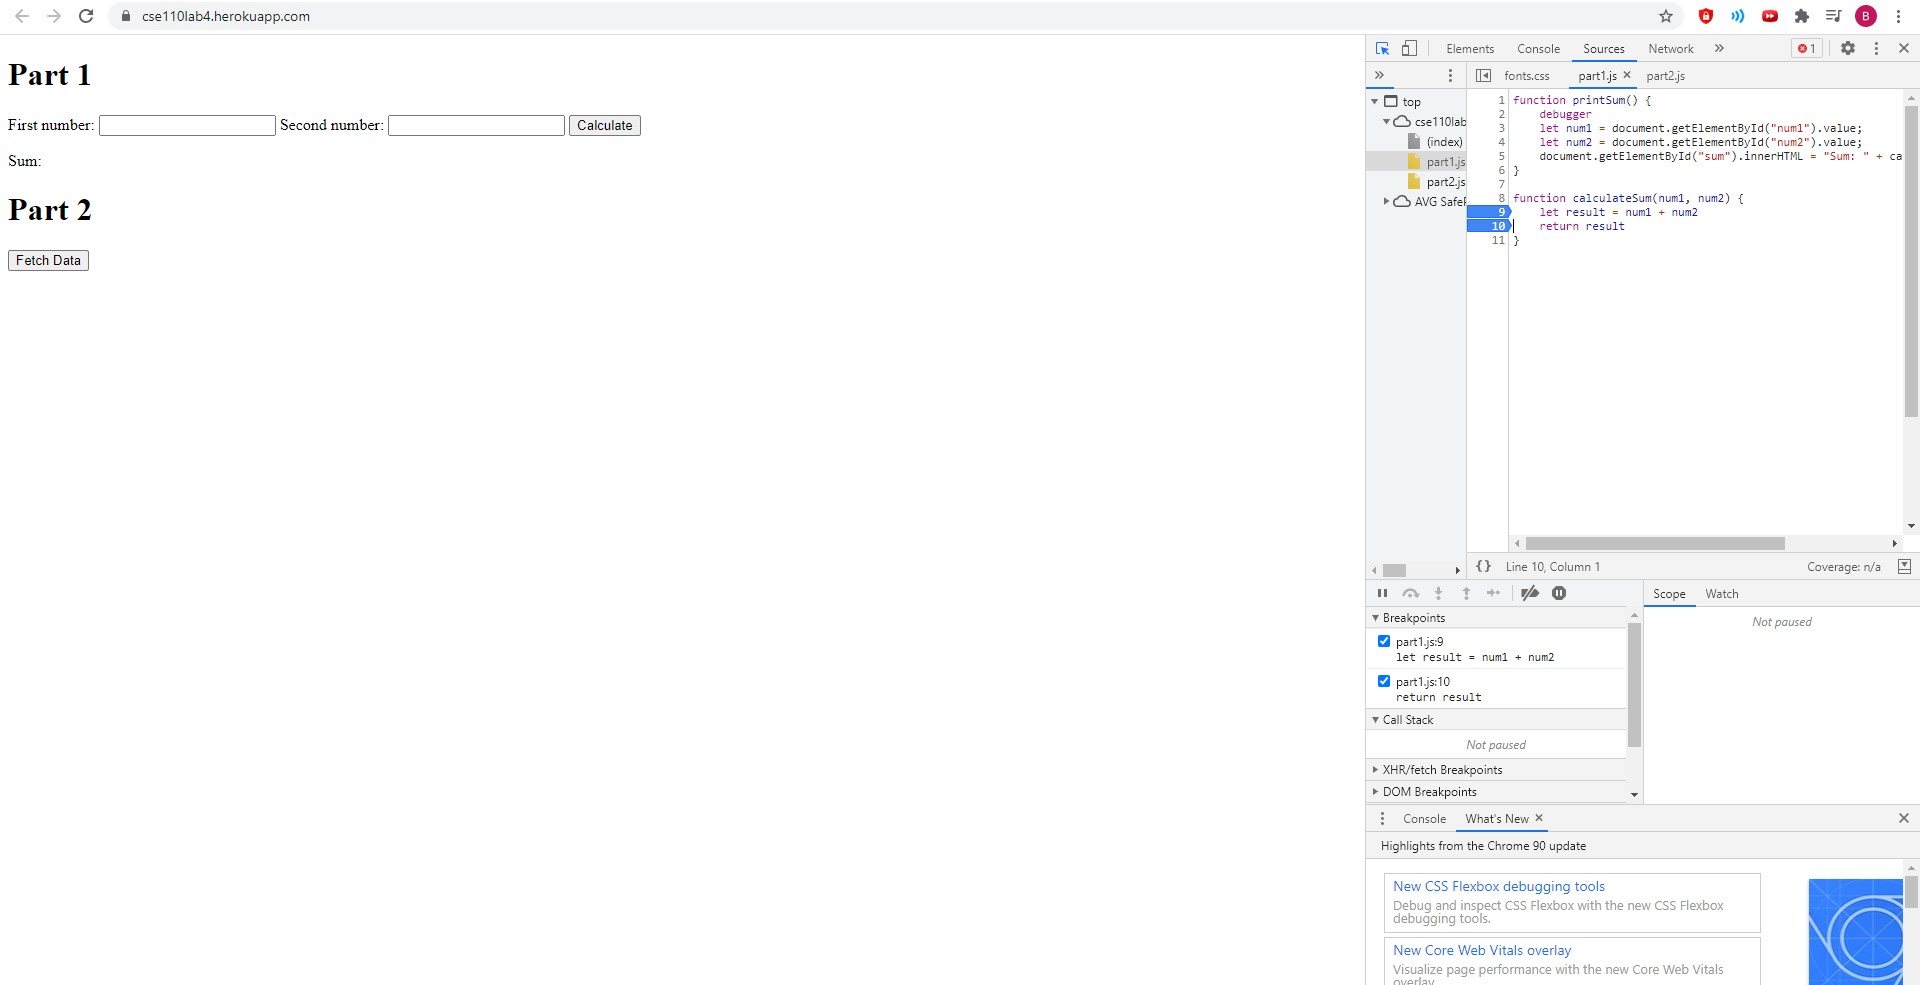 cse110lab4.herokuapp.com
B
Part 1
First number: Second number: Calculate
Sum:
Part 2
Fetch Data
Elements Console Sources Network » 1
»
top
cse110lab
(index)
part1.js
part2.js
AVG Safe
fonts.css part1.js × part2.js
1 function printSum() {
2 debugger
3 let num1 = document.getElementById("num1").value;
4 let num2 = document.getElementById("num2").value;
5 document.getElementById("sum").innerHTML = "Sum: " + ca
6 }
7
8 function calculateSum(num1, num2) {
9 let result = num1 + num2
10 return result
11 }
{} Line 10, Column 1 Coverage: n/a
Breakpoints
part1.js:9
let result = num1 + num2
part1.js:10
return result
Call Stack
Not paused
XHR/fetch Breakpoints
DOM Breakpoints
Scope Watch
Not paused
Console What's New ×
Highlights from the Chrome 90 update
New CSS Flexbox debugging tools
Debug and inspect CSS Flexbox with the new CSS Flexbox
debugging tools.
New Core Web Vitals overlay
Visualize page performance with the new Core Web Vitals
overlay